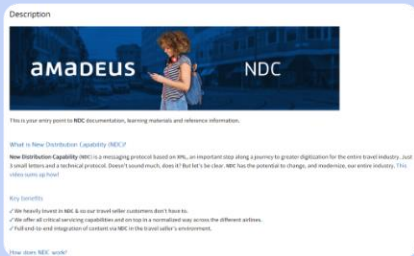 Description
aMaDEUS NDC
This is your entry point to NDC documentation, learning materials and reference information.
What is New Distribution Capability (NDC)?
New Distribution Capability (NDC) is a messaging protocol based on XML, an important step along a journey to greater digitization for the entire travel industry. Just
3 small letters and a technical protocol. Doesn't sound much, does it? But let's be clear. NDC has the potential to change, and modernize, our entire industry. This
video sums up how!
Key benefits
✓ We heavily invest in NDC & so our travel seller customers don't have to.
✓ We offer all critical servicing capabilities and on top in a normalized way across the different airlines.
✓ Full end-to-end integration of content via NDC in the travel seller's environment.
How does NDC work?